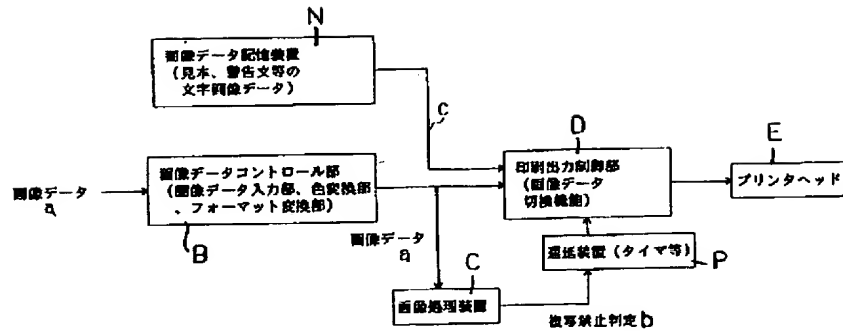 N
画像データ記憶装置
(見本、警告文等の
文字画像データ)
c
D
E
印刷出力制御部
(画像データ
切換機能)
プリンタヘッド
画像データコントロール部
(画像データ入力部、色変換部
、フォーマット変換部)
画像データ
a
B
画像データ
a
C
遅延装置(タイマ等)
P
画像処理装置
複写禁止判定b